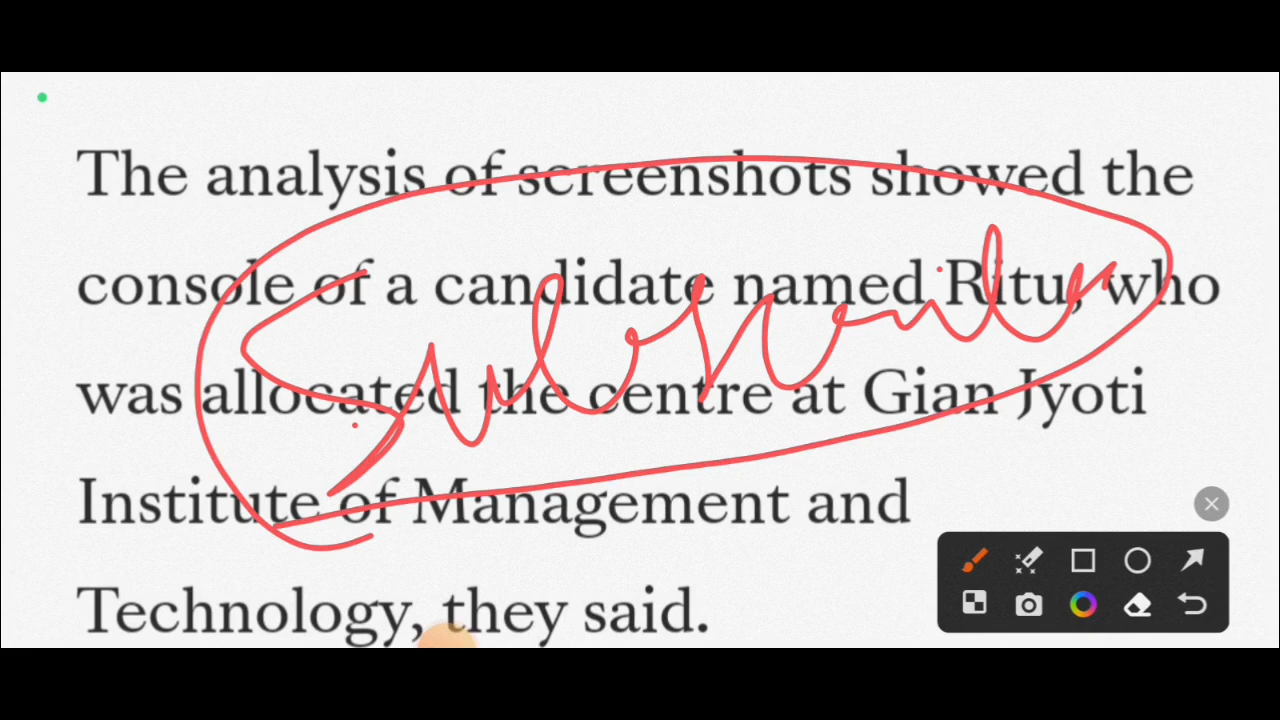 The analysis of screenshots showed the
console of a candidate named Ritu, who
was allocated the centre at Gian Jyoti
Institute of Management and
Technology, they said.